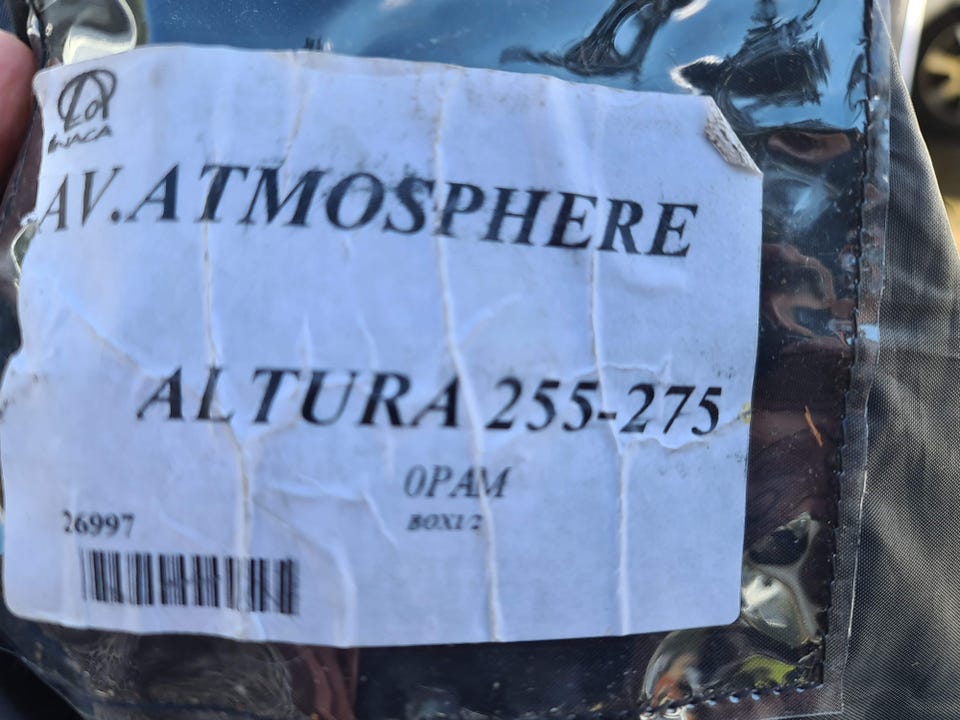 AV.ATMOSPHERE
ALTURA 255-275
0PAM
BOX1/2
26997